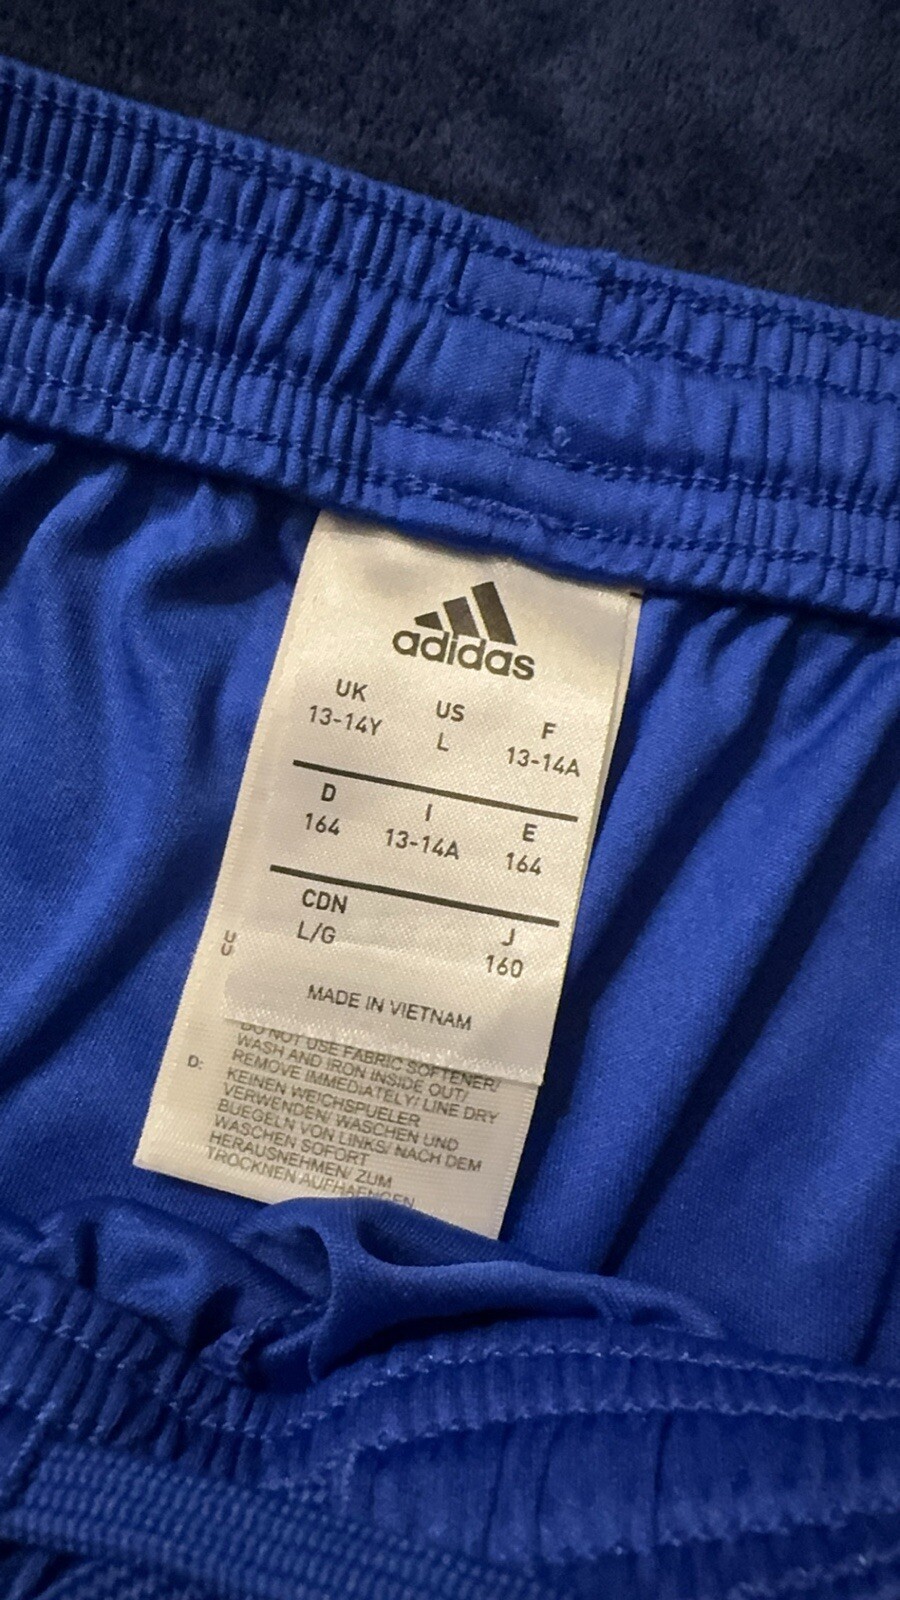 adidas
UK US F
13-14Y L 13-14A
D I E
164 13-14A 164
CDN J
L/G 160
MADE IN VIETNAM
U
U
DO NOT USE FABRIC SOFTENER/
WASH AND IRON INSIDE OUT/
REMOVE IMMEDIATELY/ LINE DRY
D: KEINEN WEICHSPUELER
VERWENDEN/ WASCHEN UND
BUEGELN VON LINKS/ NACH DEM
WASCHEN SOFORT
HERAUSNEHMEN/ ZUM
TROCKNEN AUFHAENGEN